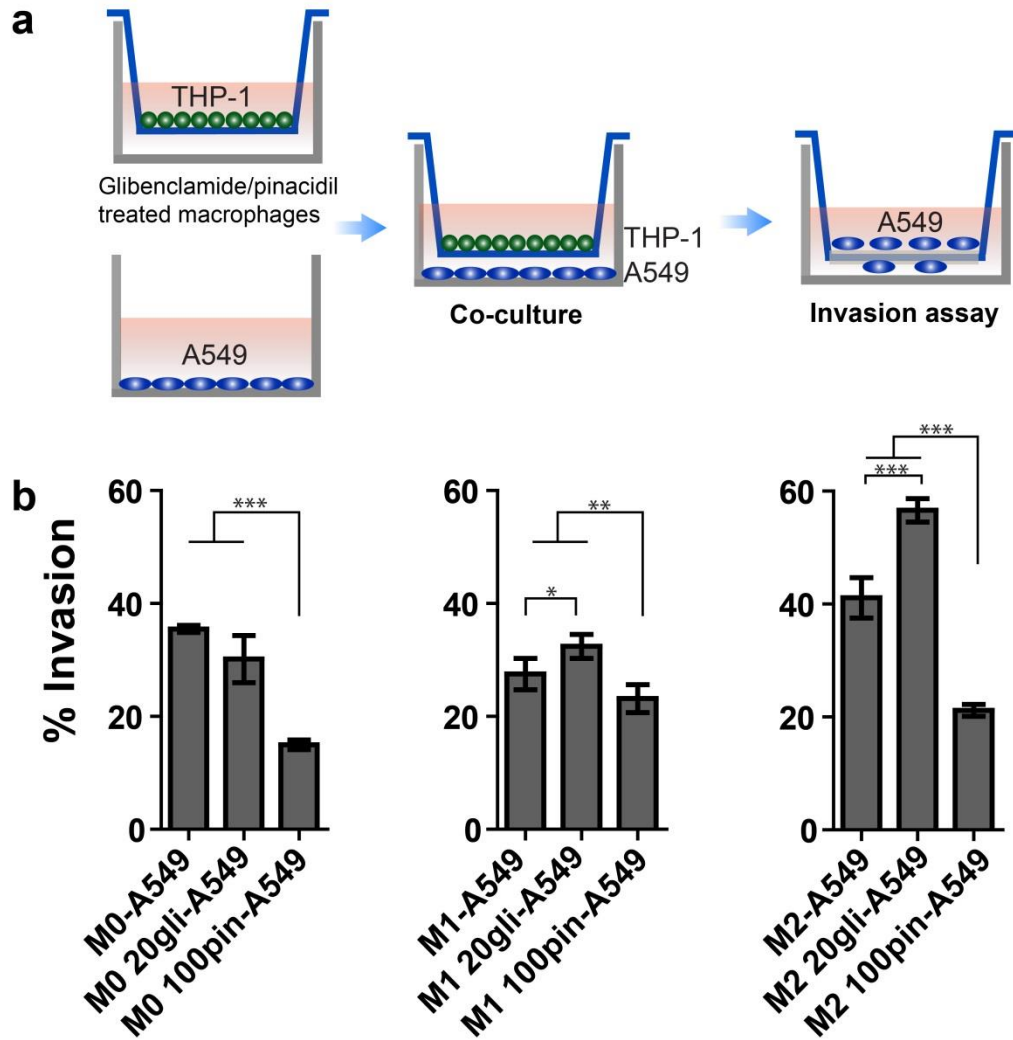 a
THP-1
Glibenclamide/pinacidil
treated macrophages
A549
THP-1
A549
Co-culture
A549
Invasion assay
b
% Invasion
60
40
20
0
***
M0-A549
M0 20gli-A549
M0 100pin-A549
60
40
20
0
**
*
M1-A549
M1 20gli-A549
M1 100pin-A549
60
40
20
0
***
***
M2-A549
M2 20gli-A549
M2 100pin-A549